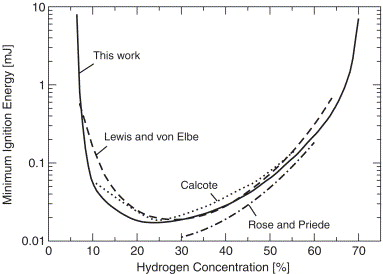 Minimum Ignition Energy [mJ]
10
1
0.1
0.01
This work
Lewis and von Elbe
Calcote
Rose and Priede
0
10
20
30
40
50
60
70
Hydrogen Concentration [%]